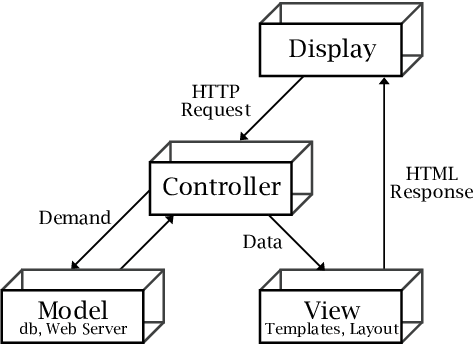 Display
HTTP
Request
Controller
HTML
Response
Demand
Data
Model
db, Web Server
View
Templates, Layout